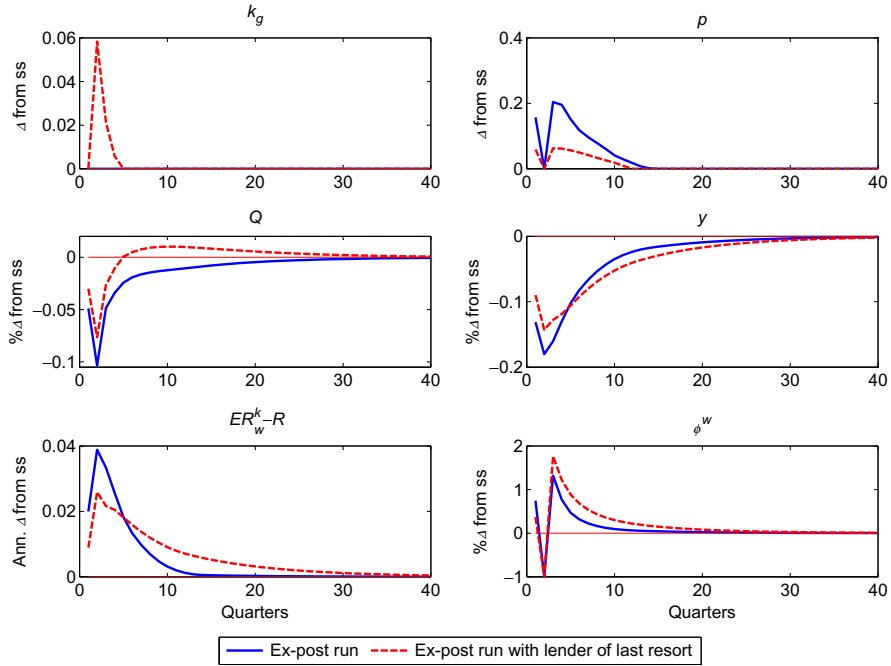 k_g
p
Δ from ss
0.06
0.04
0.02
0
0 10 20 30 40
Δ from ss
0.4
0.2
0
0 10 20 30 40
Q
y
%Δ from ss
0
−0.05
−0.1
0 10 20 30 40
%Δ from ss
0
−0.1
−0.2
0 10 20 30 40
ER^k_w–R
ϕ^w
Ann. Δ from ss
0.04
0.02
0
0 10 20 30 40
Quarters
%Δ from ss
2
1
0
−1
0 10 20 30 40
Quarters
Ex-post run Ex-post run with lender of last resort